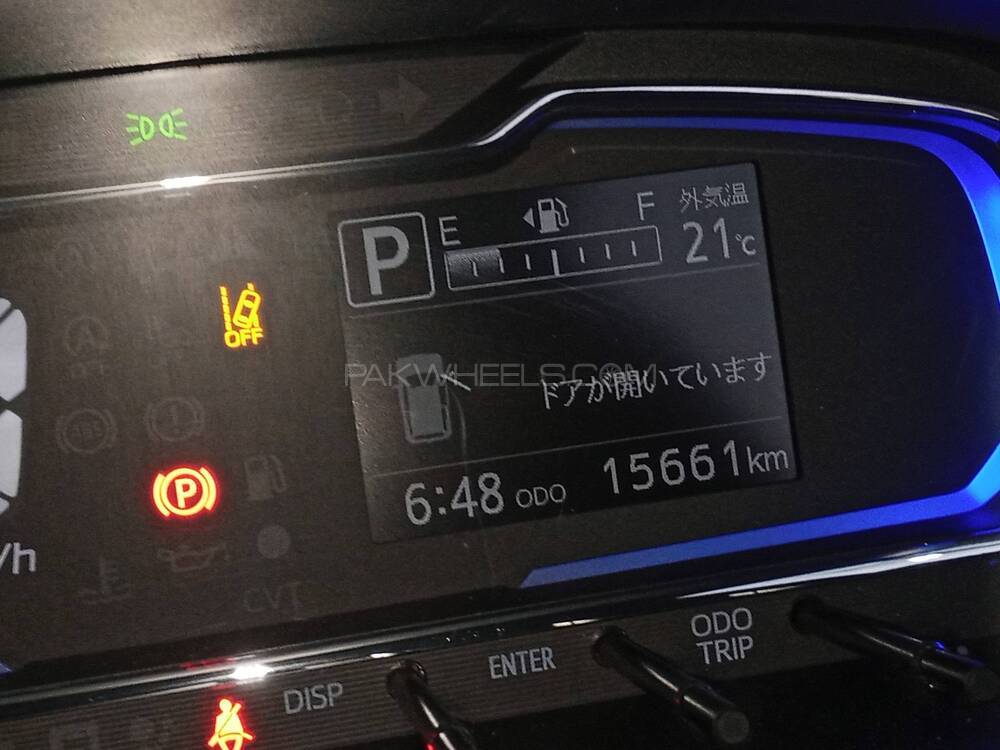 P E F 外気温
21℃
OFF
PAKWHEELS.COM
ドアが開いています
ABS
P
6:48 ODO 15661km
/h
CVT
DISP ENTER ODO TRIP